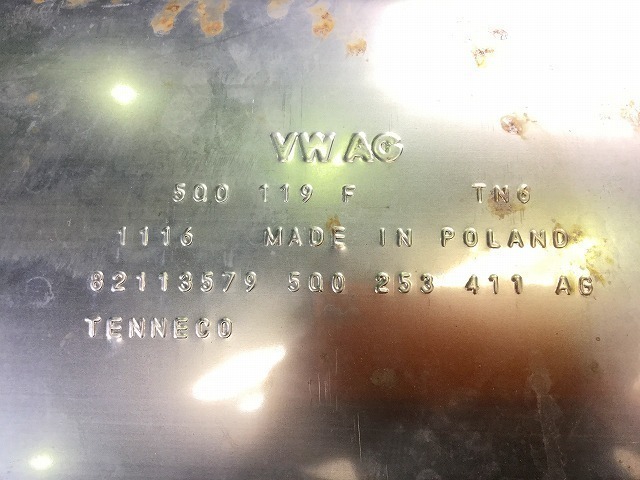 VW AG
5Q0 119 F TN6
1116 MADE IN POLAND
82113579 5Q0 253 411 AG
TENNECO